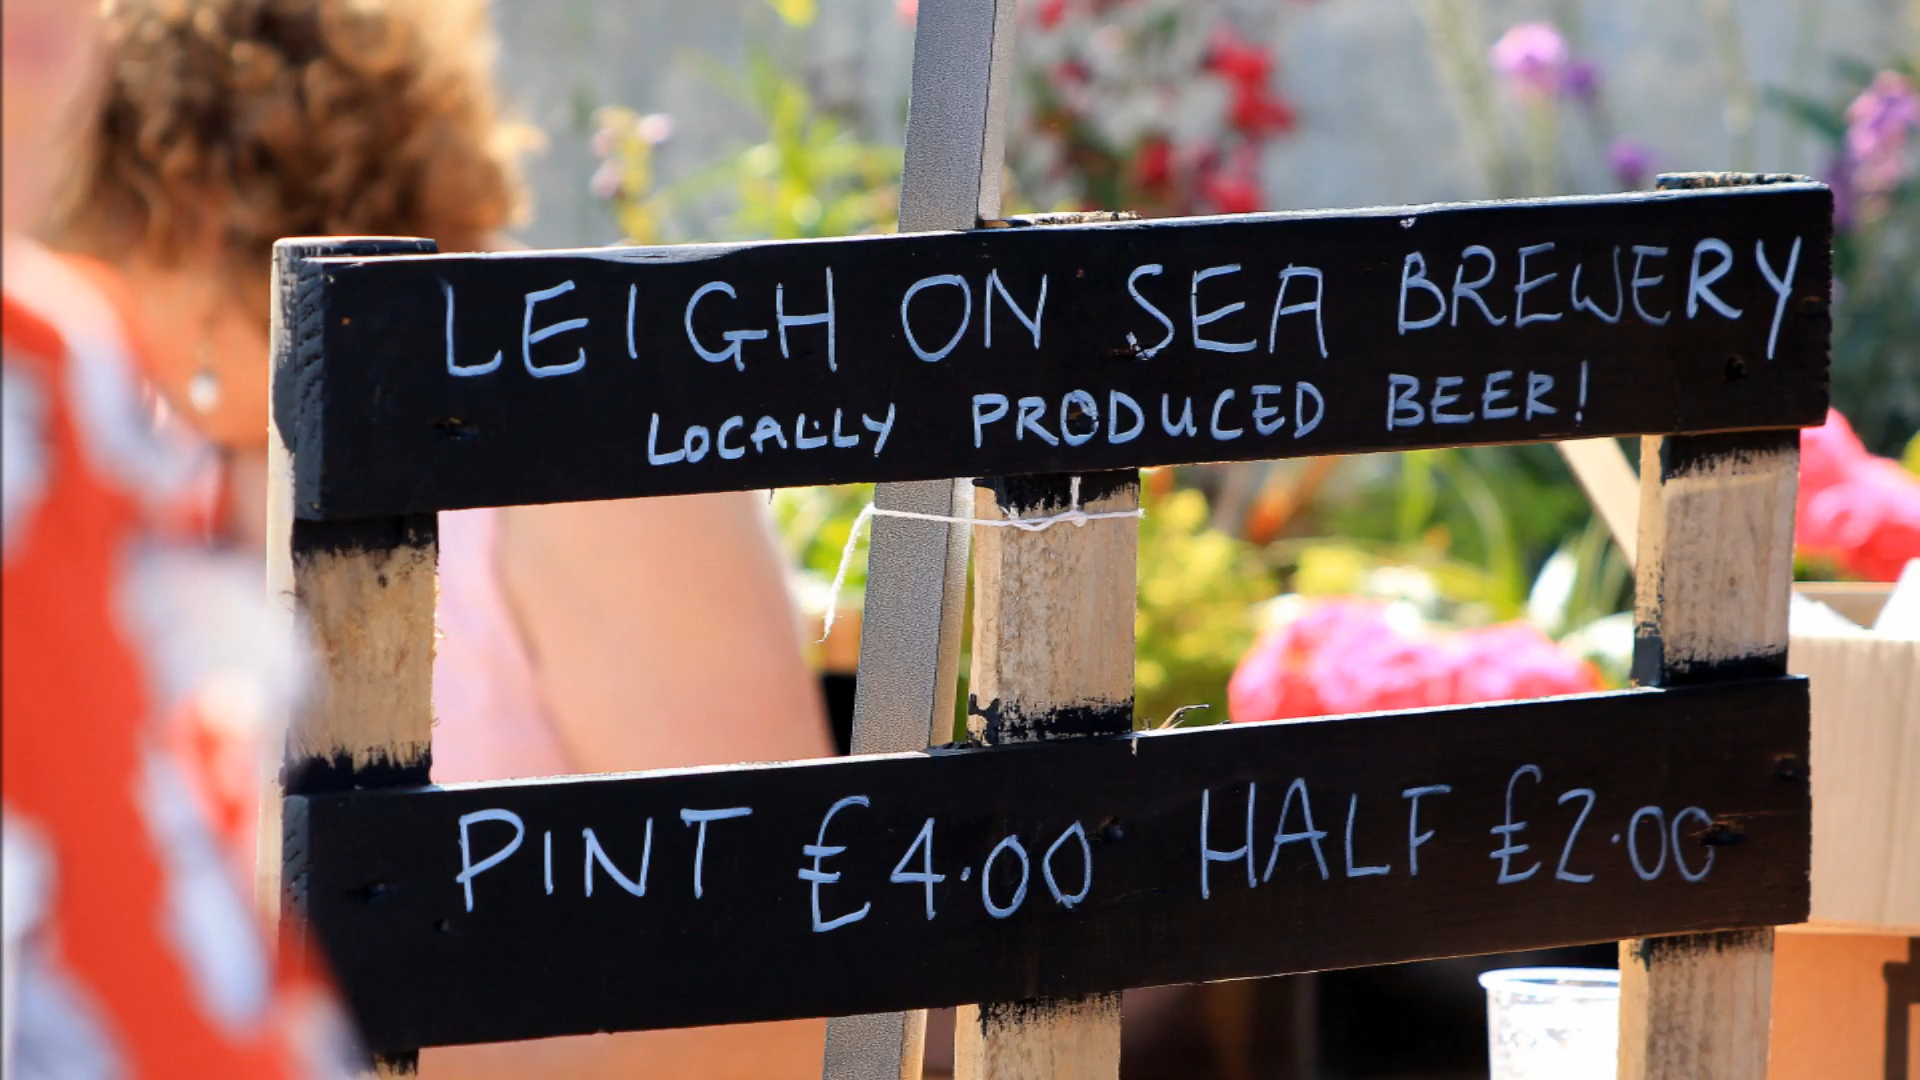 LEIGH ON SEA BREWERY
LOCALLY PRODUCED BEER!
PINT £4.00 HALF £2.00